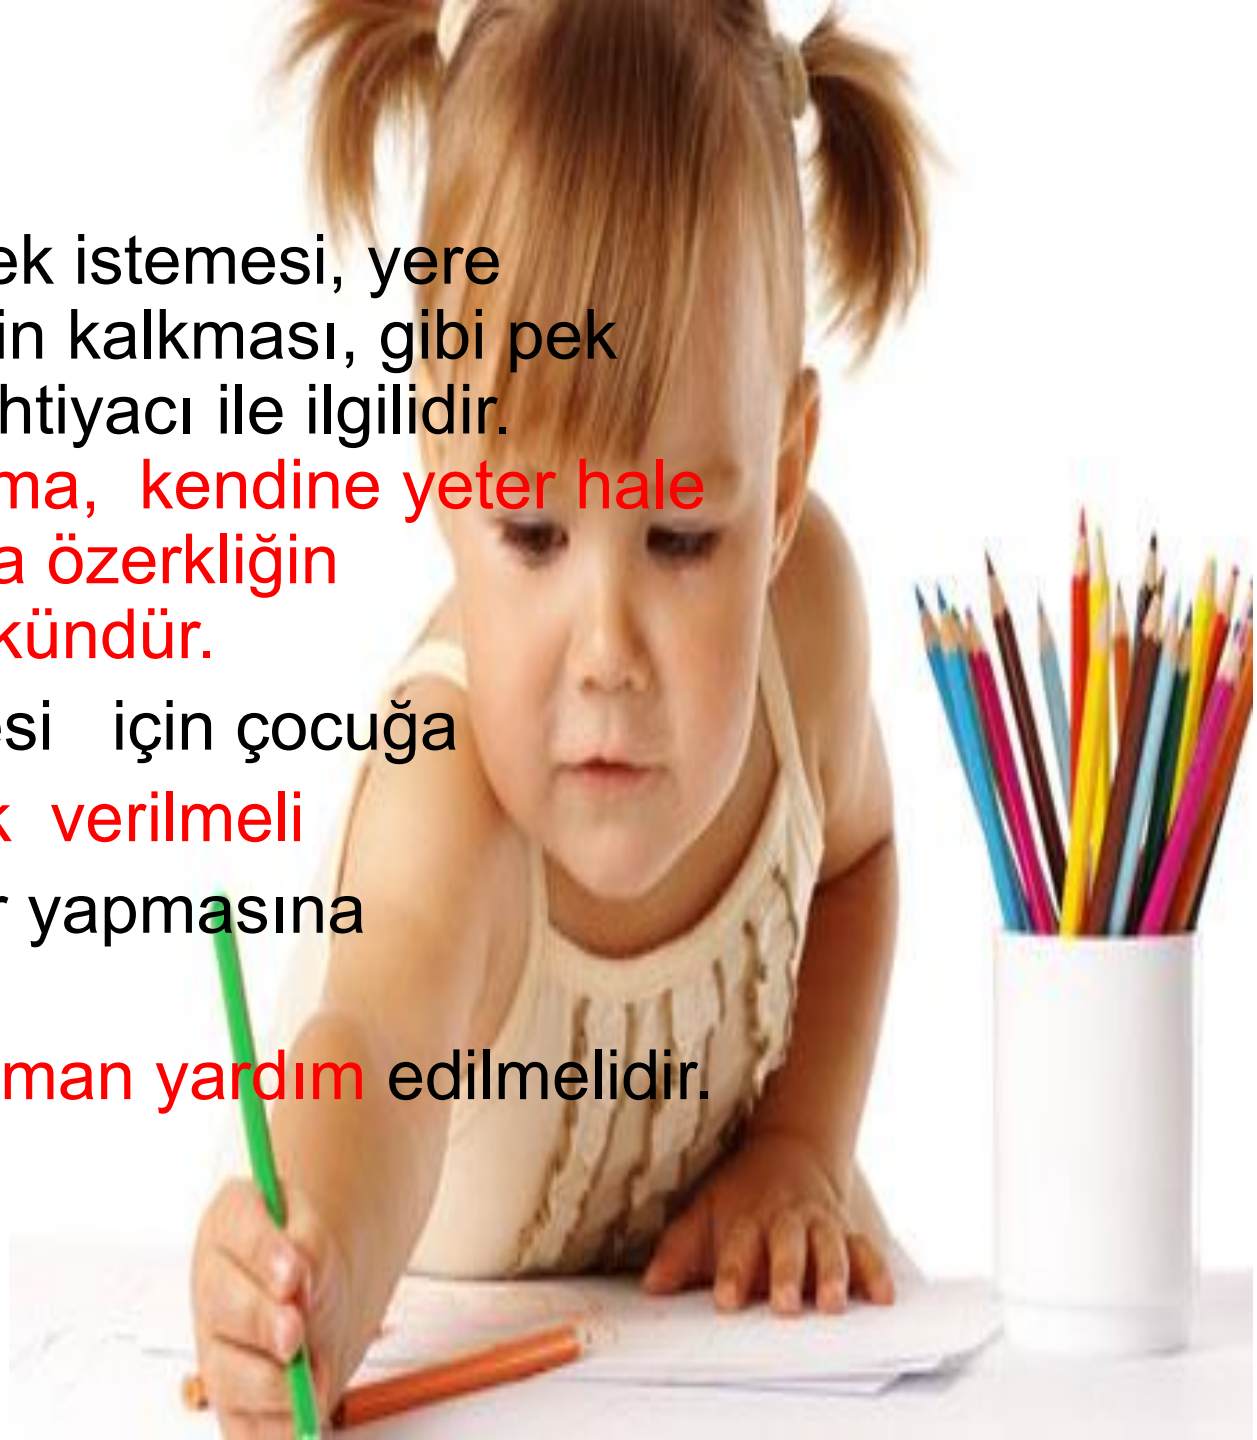 ek istemesi, yere
in kalkması, gibi pek
htiyacı ile ilgilidir.
ma, kendine yeter hale
a özerkliğin
kündür.
esi için çocuğa
k verilmeli
r yapmasına
man yardım edilmelidir.